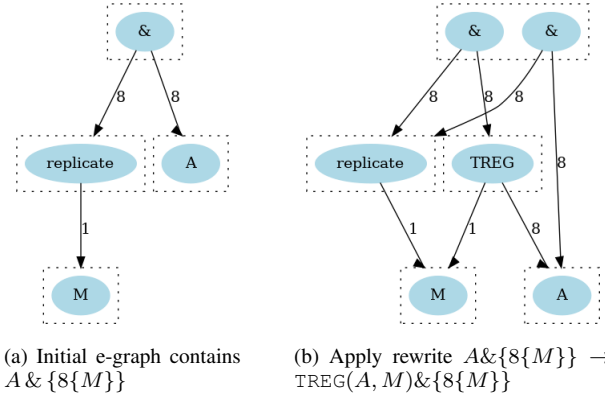 & & &
8 8 8 8 8
replicate A replicate TREG
8
1 1 1 8
M M A
(a) Initial e-graph contains
A & {8{M}}
(b) Apply rewrite A&{8{M}} →
TREG(A, M)&{8{M}}